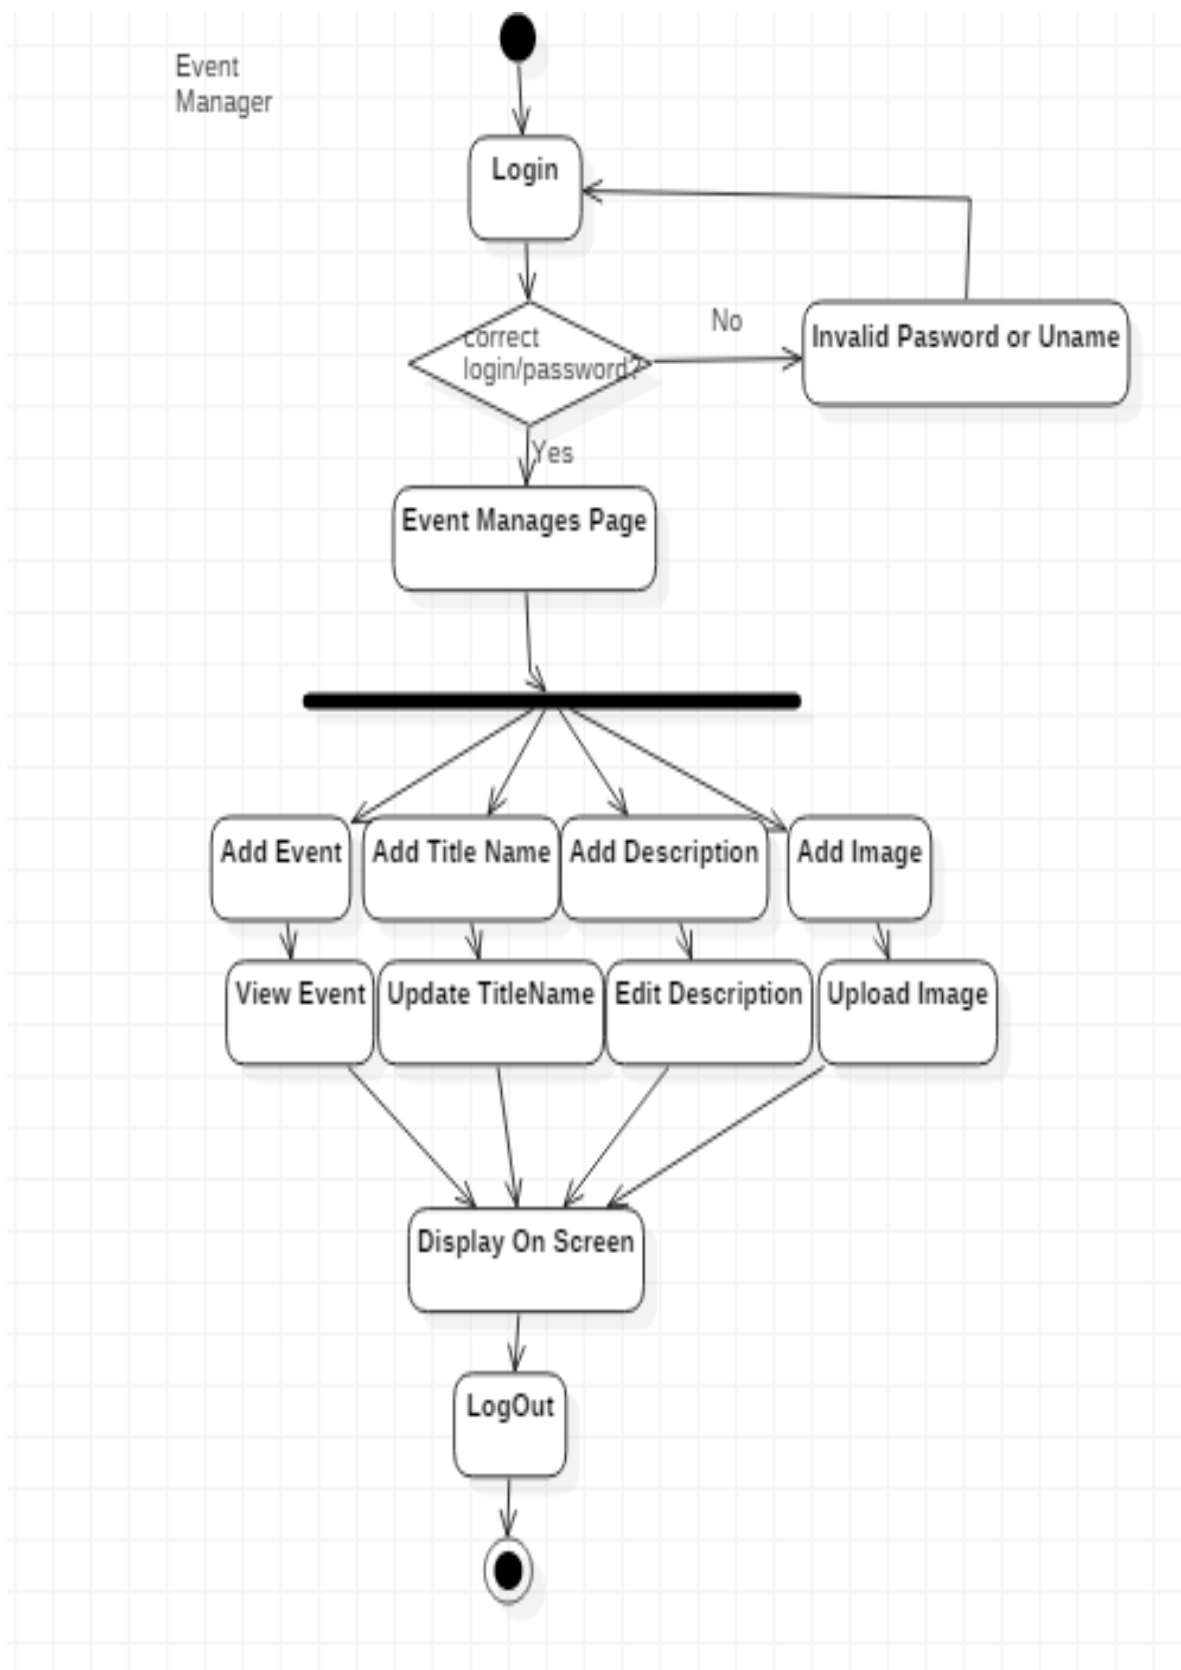 Event
Manager
Login
correct
login/password?
No
Invalid Pasword or Uname
Yes
Event Manages Page
Add Event
Add Title Name
Add Description
Add Image
View Event
Update TitleName
Edit Description
Upload Image
Display On Screen
LogOut